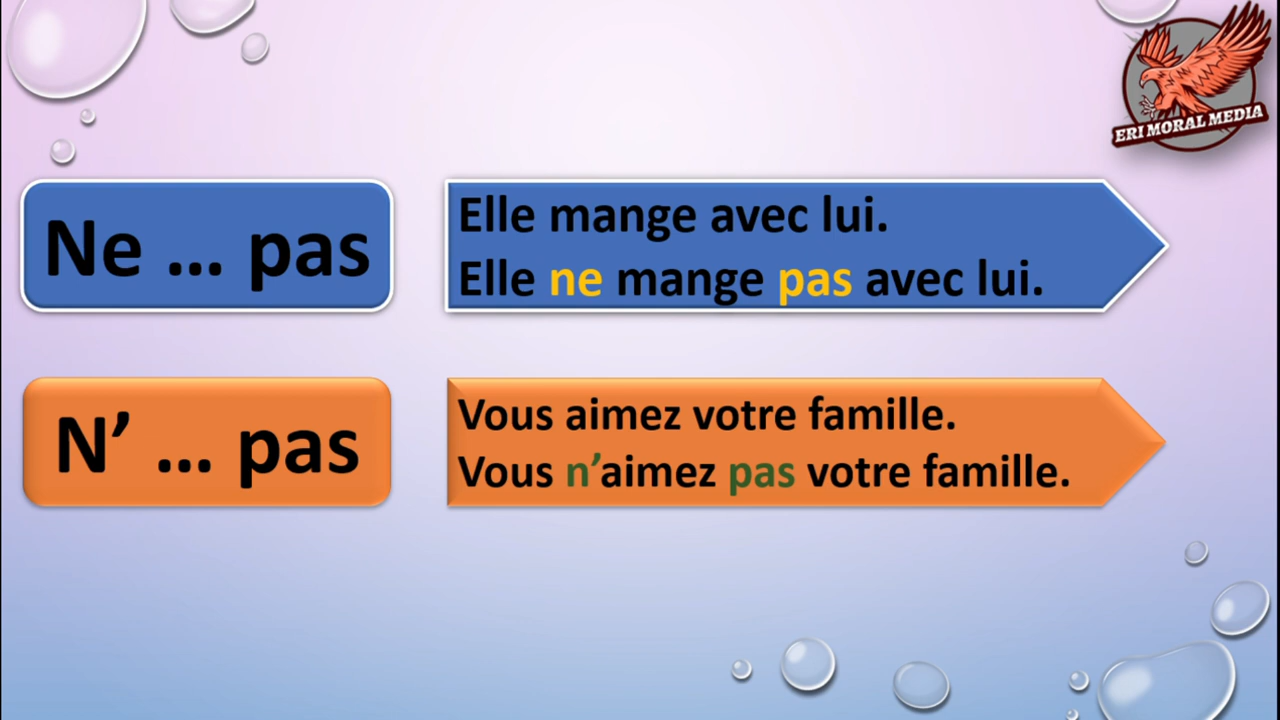 ERI MORAL MEDIA
Ne ... pas
Elle mange avec lui.
Elle ne mange pas avec lui.
N’ ... pas
Vous aimez votre famille.
Vous n’aimez pas votre famille.